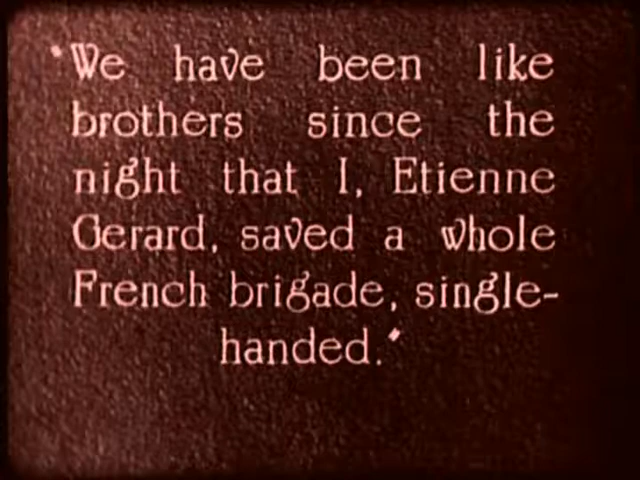 "We have been like
brothers since the
night that I, Etienne
Gerard, saved a whole
French brigade, single-
handed."